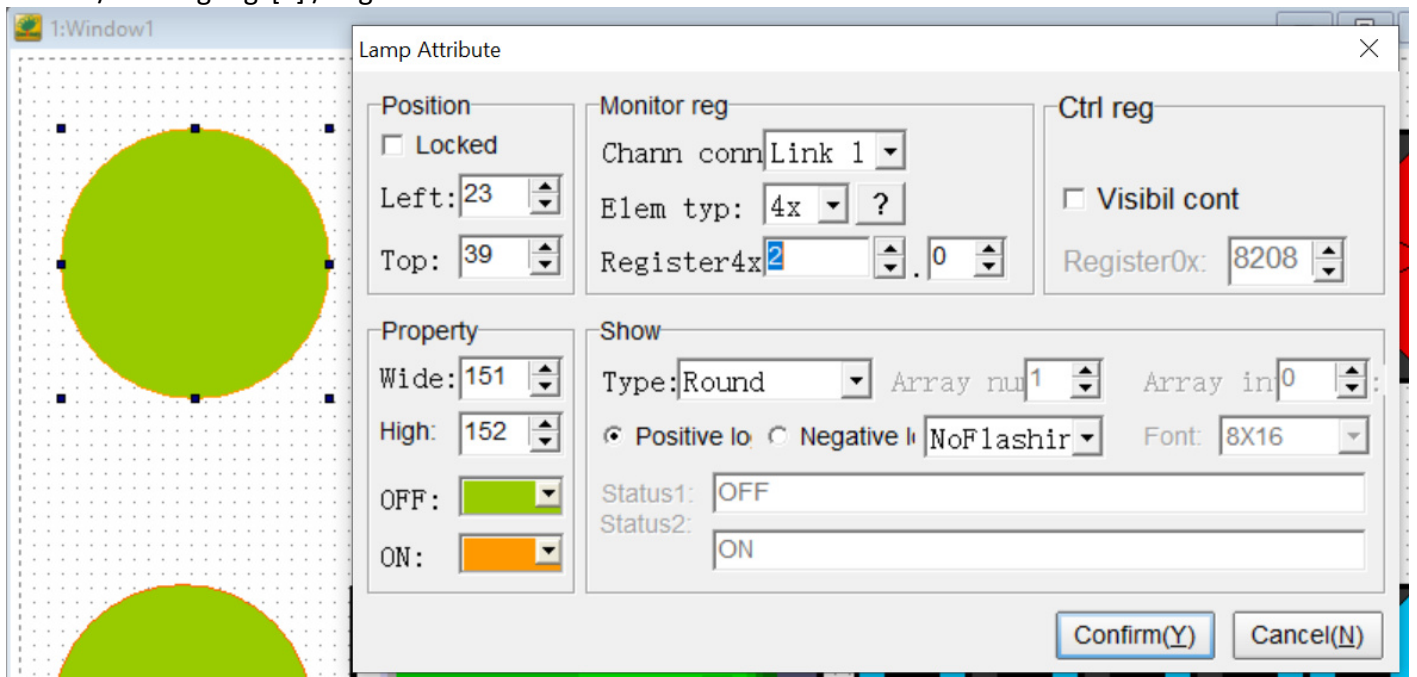 1:Window1
Lamp Attribute
Position
Locked
Left: 23
Top: 39
Monitor reg
Chann conn Link 1
Elem typ: 4x ?
Register4x 2 . 0
Ctrl reg
Visibil cont
Register0x: 8208
Property
Wide: 151
High: 152
OFF:
ON:
Show
Type: Round Array nu 1 Array in 0 :
Positive lo Negative l NoFlashir Font: 8X16
Status1: OFF
Status2:
ON
Confirm(Y) Cancel(N)